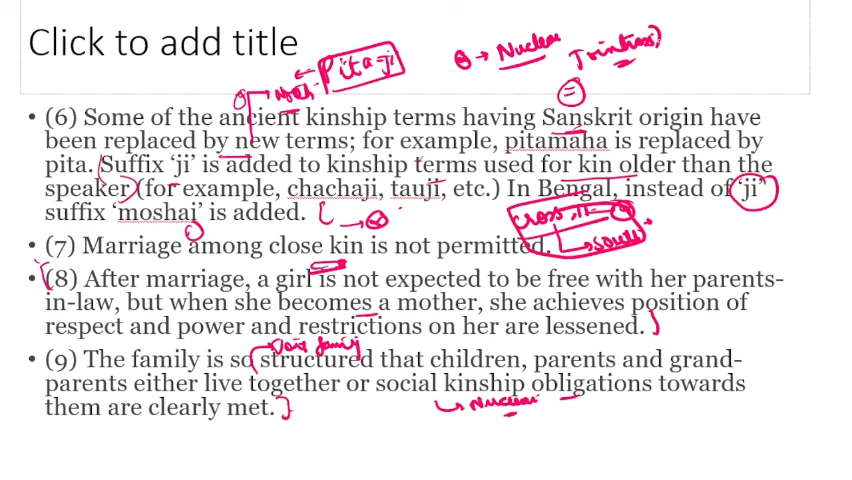 Click to add title
→ Nuclear
Pita-ji
• (6) Some of the ancient kinship terms having Sanskrit origin have
been replaced by new terms; for example, pitamaha is replaced by
pita. Suffix ‘ji’ is added to kinship terms used for kin older than the
speaker (for example, chachaji, tauji, etc.) In Bengal, instead of ‘ji’
suffix ‘moshai’ is added.
Cross
→ South
• (7) Marriage among close kin is not permitted.
• (8) After marriage, a girl is not expected to be free with her parents-
in-law, but when she becomes a mother, she achieves position of
respect and power and restrictions on her are lessened.
Joint family
• (9) The family is so structured that children, parents and grand-
parents either live together or social kinship obligations towards
them are clearly met.
→ Nuclear